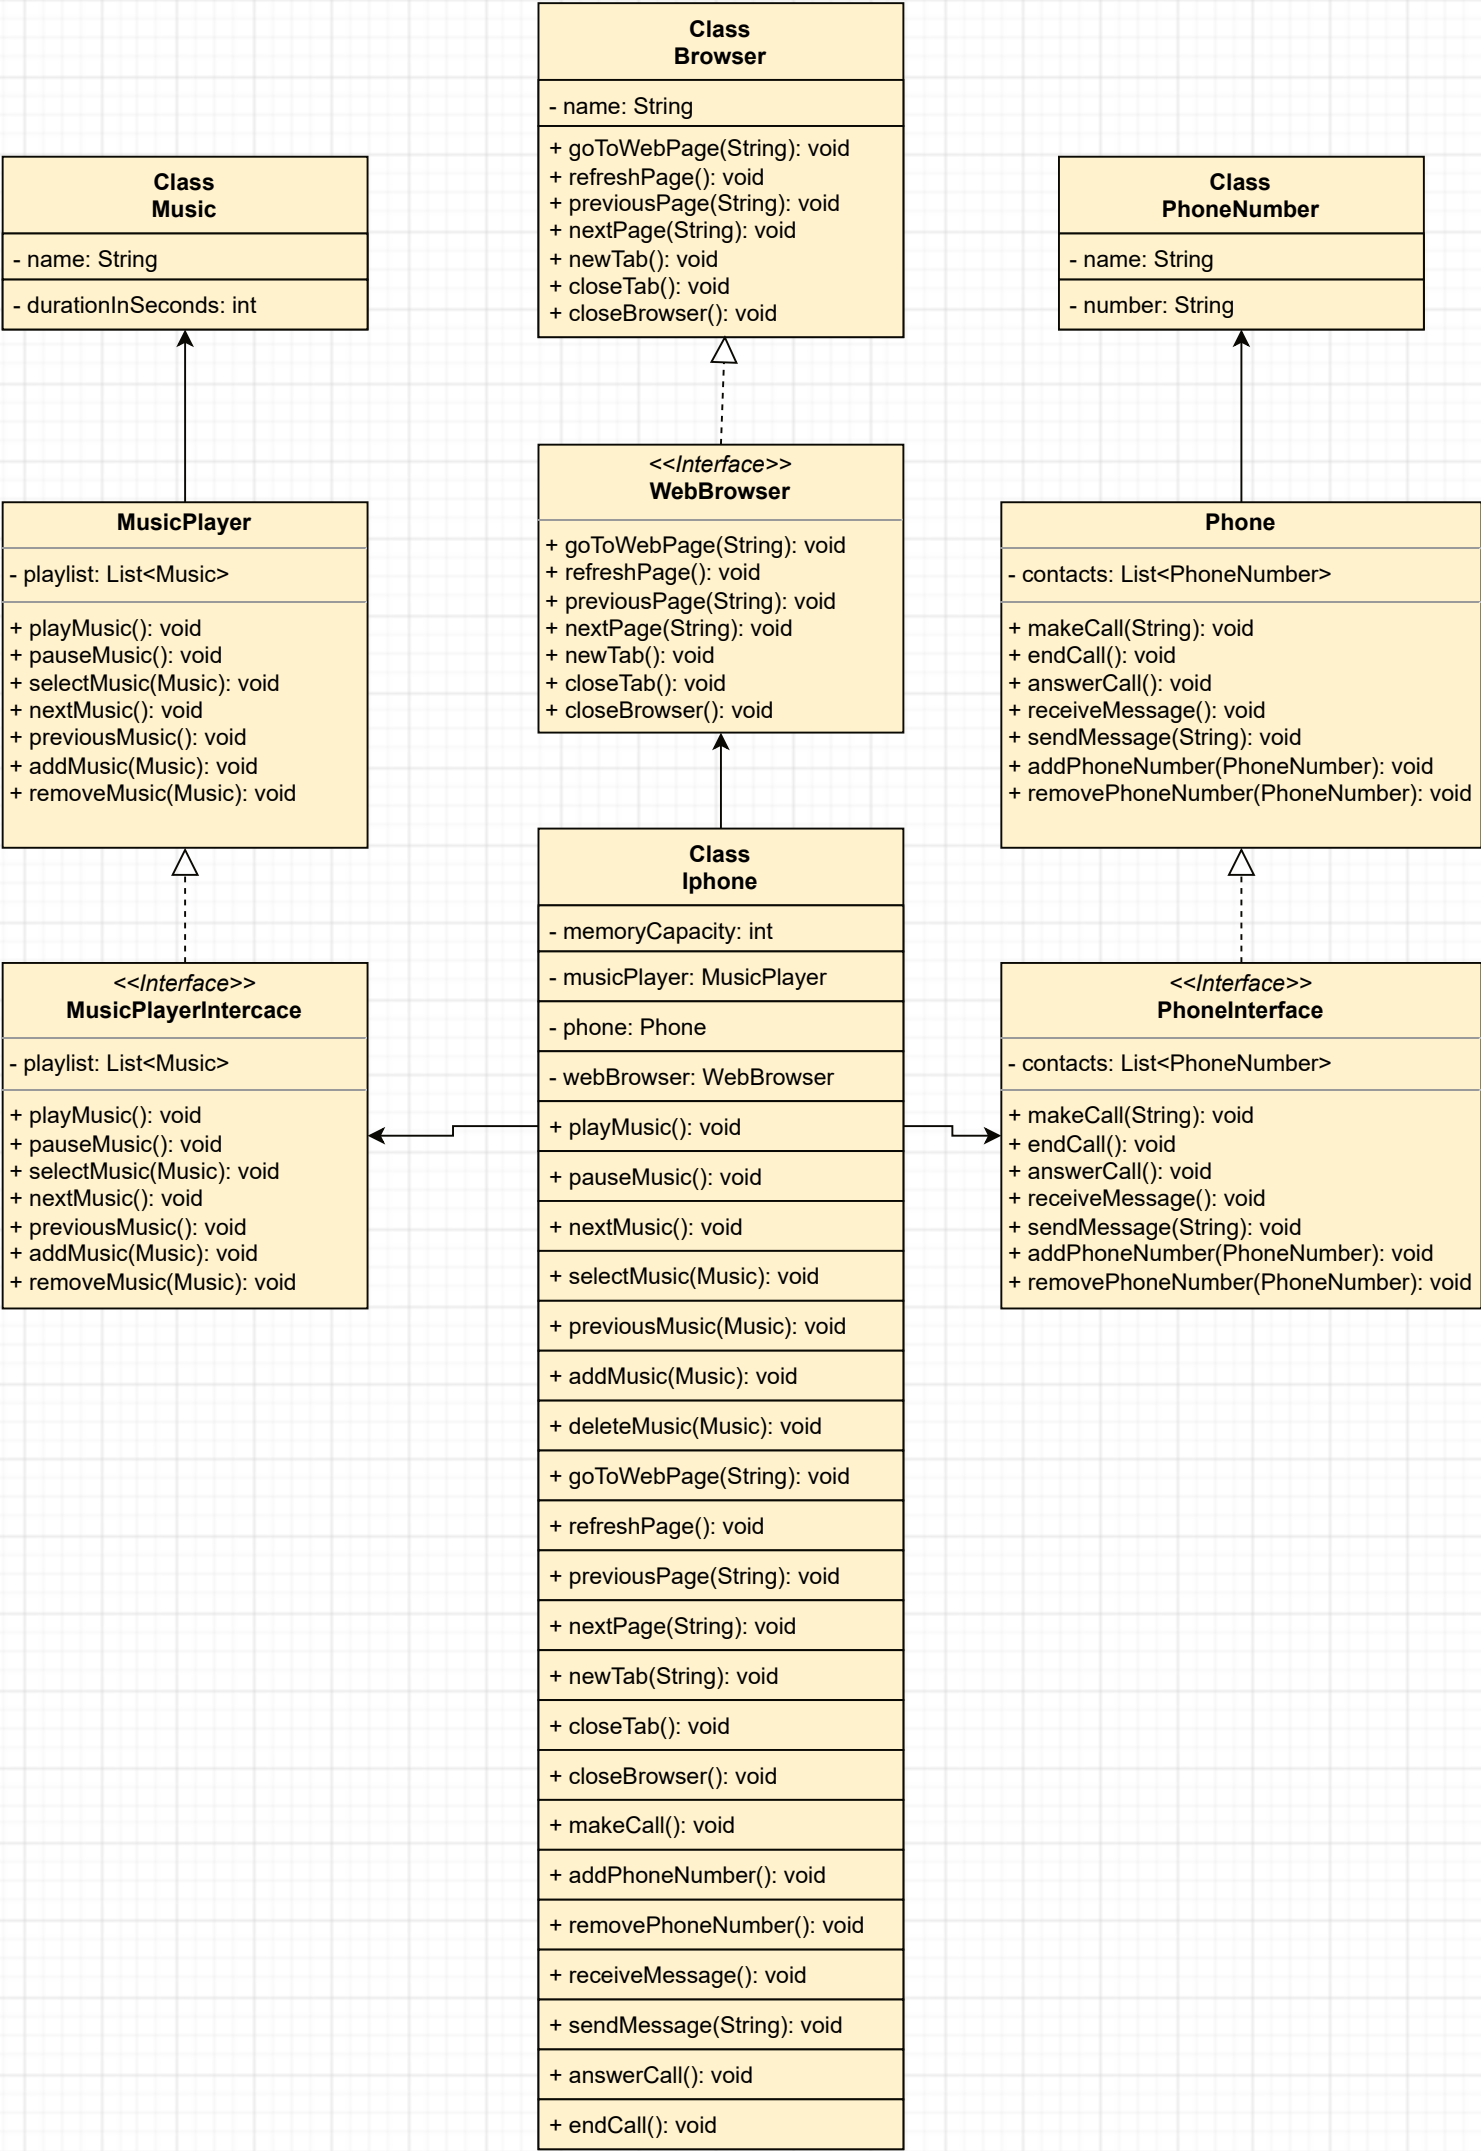 Class
Browser
- name: String
+ goToWebPage(String): void
+ refreshPage(): void
+ previousPage(String): void
+ nextPage(String): void
+ newTab(): void
+ closeTab(): void
+ closeBrowser(): void
Class
Music
- name: String
- durationInSeconds: int
Class
PhoneNumber
- name: String
- number: String
<<Interface>>
WebBrowser
+ goToWebPage(String): void
+ refreshPage(): void
+ previousPage(String): void
+ nextPage(String): void
+ newTab(): void
+ closeTab(): void
+ closeBrowser(): void
MusicPlayer
- playlist: List<Music>
+ playMusic(): void
+ pauseMusic(): void
+ selectMusic(Music): void
+ nextMusic(): void
+ previousMusic(): void
+ addMusic(Music): void
+ removeMusic(Music): void
Phone
- contacts: List<PhoneNumber>
+ makeCall(String): void
+ endCall(): void
+ answerCall(): void
+ receiveMessage(): void
+ sendMessage(String): void
+ addPhoneNumber(PhoneNumber): void
+ removePhoneNumber(PhoneNumber): void
<<Interface>>
MusicPlayerIntercace
- playlist: List<Music>
+ playMusic(): void
+ pauseMusic(): void
+ selectMusic(Music): void
+ nextMusic(): void
+ previousMusic(): void
+ addMusic(Music): void
+ removeMusic(Music): void
Class
Iphone
- memoryCapacity: int
- musicPlayer: MusicPlayer
- phone: Phone
- webBrowser: WebBrowser
+ playMusic(): void
+ pauseMusic(): void
+ nextMusic(): void
+ selectMusic(Music): void
+ previousMusic(Music): void
+ addMusic(Music): void
+ deleteMusic(Music): void
+ goToWebPage(String): void
+ refreshPage(): void
+ previousPage(String): void
+ nextPage(String): void
+ newTab(String): void
+ closeTab(): void
+ closeBrowser(): void
+ makeCall(): void
+ addPhoneNumber(): void
+ removePhoneNumber(): void
+ receiveMessage(): void
+ sendMessage(String): void
+ answerCall(): void
+ endCall(): void
<<Interface>>
PhoneInterface
- contacts: List<PhoneNumber>
+ makeCall(String): void
+ endCall(): void
+ answerCall(): void
+ receiveMessage(): void
+ sendMessage(String): void
+ addPhoneNumber(PhoneNumber): void
+ removePhoneNumber(PhoneNumber): void